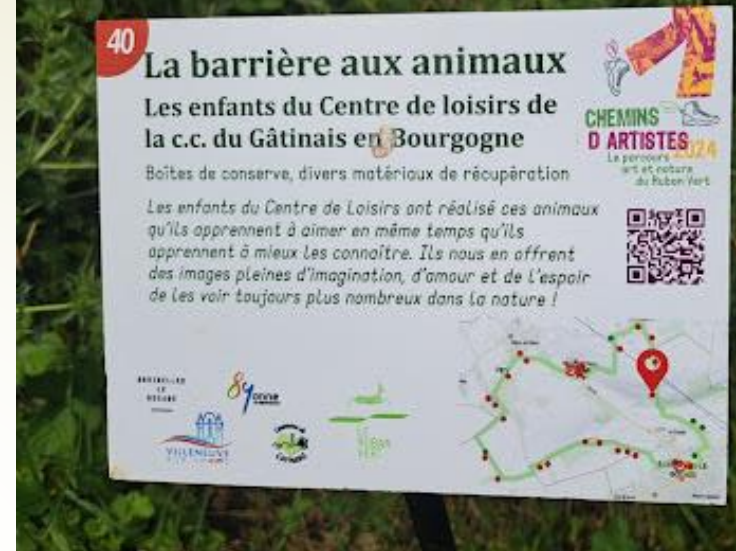 40
La barrière aux animaux
Les enfants du Centre de loisirs de
la c.c. du Gâtinais en Bourgogne
Boîtes de conserve, divers matériaux de récupération
Les enfants du Centre de Loisirs ont réalisé ces animaux
qu'ils apprennent à aimer en même temps qu'ils
apprennent à mieux les connaître. Ils nous en offrent
des images pleines d'imagination, d'amour et de l'espoir
de les voir toujours plus nombreux dans la nature !
CHEMINS
D ARTISTES
2024
Le parcours
art et nature
du Ruban Vert
Yonne
VILLENEUVE